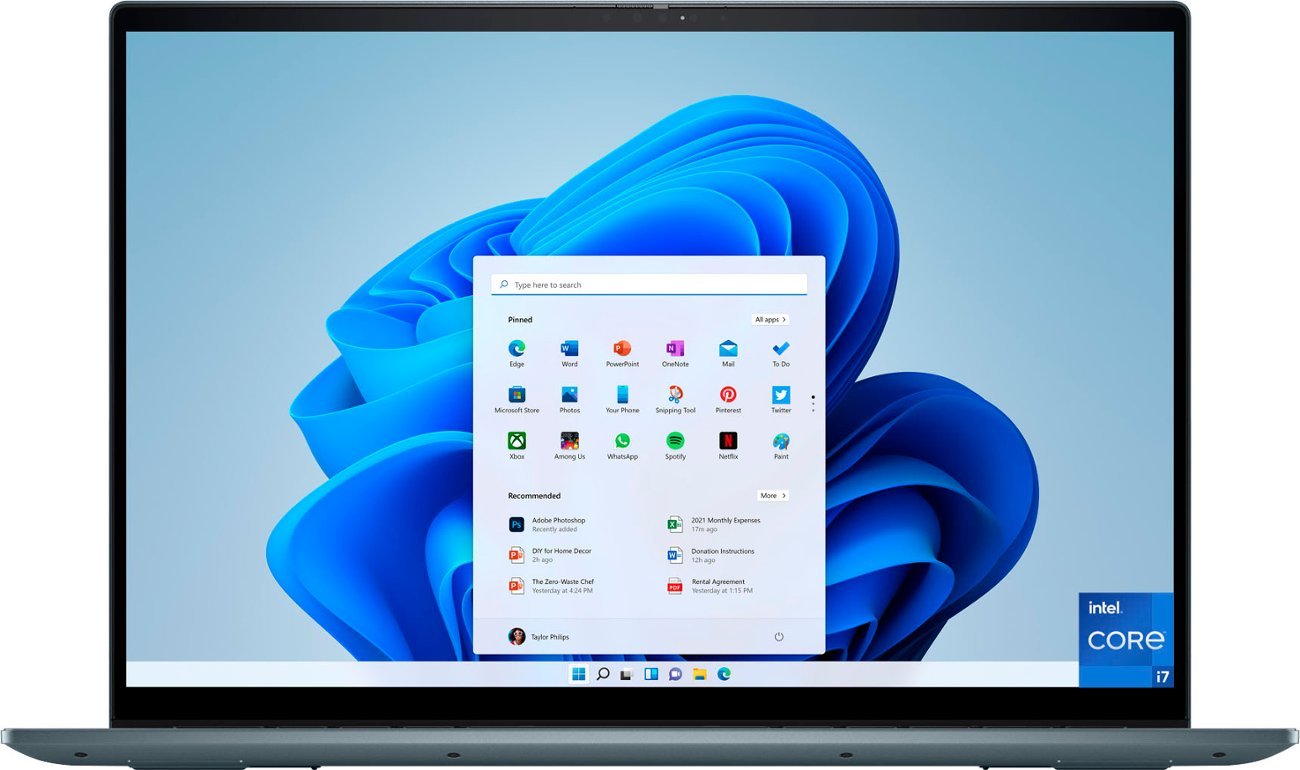 Type here to search
Pinned
All apps >
Edge
Word
PowerPoint
OneNote
Mail
To Do
Microsoft Store
Photos
Your Phone
Snipping Tool
Pinterest
Twitter
Xbox
Among Us
WhatsApp
Spotify
Netflix
Paint
Recommended
More >
Adobe Photoshop
Recently added
2021 Monthly Expenses
17m ago
DIY for Home Decor
2h ago
Donation Instructions
12h ago
The Zero-Waste Chef
Yesterday at 4:24 PM
Rental Agreement
Yesterday at 1:15 PM
Taylor Philips
intel.
CORE
i7